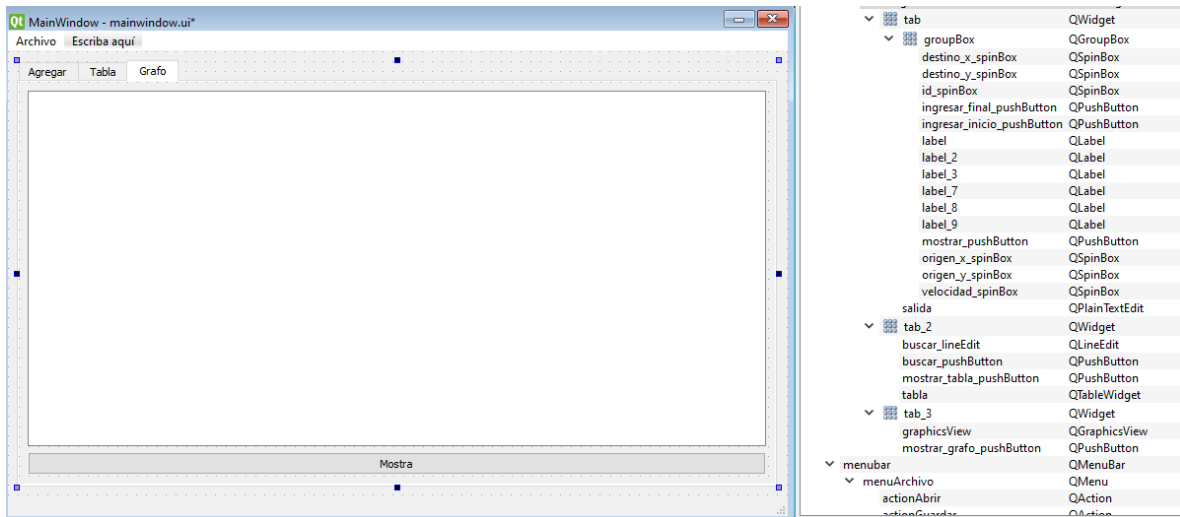 Qt MainWindow - mainwindow.ui*
Archivo Escriba aquí
Agregar Tabla Grafo
Mostra
tab QWidget
groupBox QGroupBox
destino_x_spinBox QSpinBox
destino_y_spinBox QSpinBox
id_spinBox QSpinBox
ingresar_final_pushButton QPushButton
ingresar_inicio_pushButton QPushButton
label QLabel
label_2 QLabel
label_3 QLabel
label_7 QLabel
label_8 QLabel
label_9 QLabel
mostrar_pushButton QPushButton
origen_x_spinBox QSpinBox
origen_y_spinBox QSpinBox
velocidad_spinBox QSpinBox
salida QPlainTextEdit
tab_2 QWidget
buscar_lineEdit QLineEdit
buscar_pushButton QPushButton
mostrar_tabla_pushButton QPushButton
tabla QTableWidget
tab_3 QWidget
graphicsView QGraphicsView
mostrar_grafo_pushButton QPushButton
menubar QMenuBar
menuArchivo QMenu
actionAbrir QAction
actionGuardar QAction